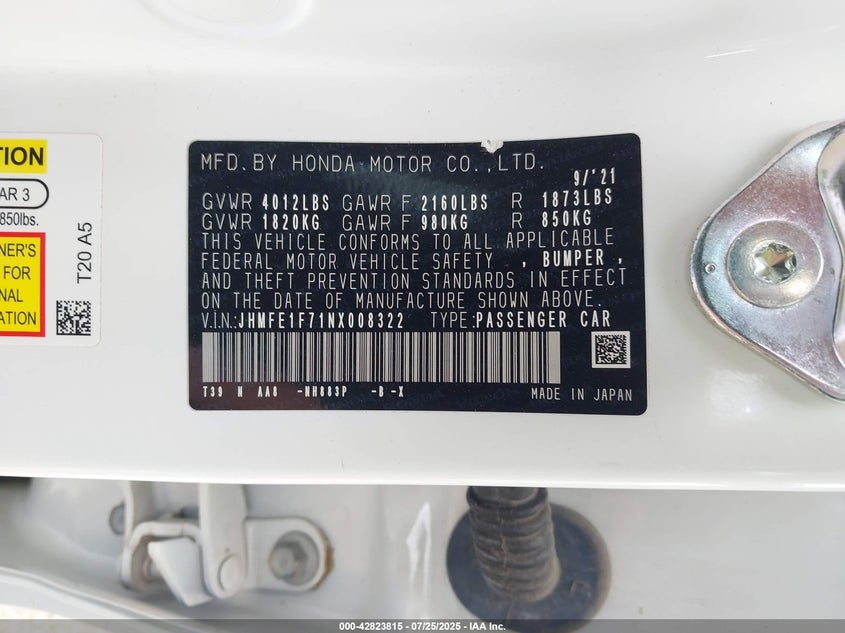 TION
AR 3
850lbs.
NER'S
FOR
NAL
ATION
T20 A5
MFD. BY HONDA MOTOR CO.,LTD.
9/'21
GVWR 4012LBS GAWR F 2160LBS R 1873LBS
GVWR 1820KG GAWR F 980KG R 850KG
THIS VEHICLE CONFORMS TO ALL APPLICABLE
FEDERAL MOTOR VEHICLE SAFETY , BUMPER ,
AND THEFT PREVENTION STANDARDS IN EFFECT
ON THE DATE OF MANUFACTURE SHOWN ABOVE.
V.I.N:JHMFE1F71NX008322 TYPE:PASSENGER CAR
T39 N AA8 -NH883P -B-X
MADE IN JAPAN
000-42823815 - 07/25/2025 - IAA Inc.